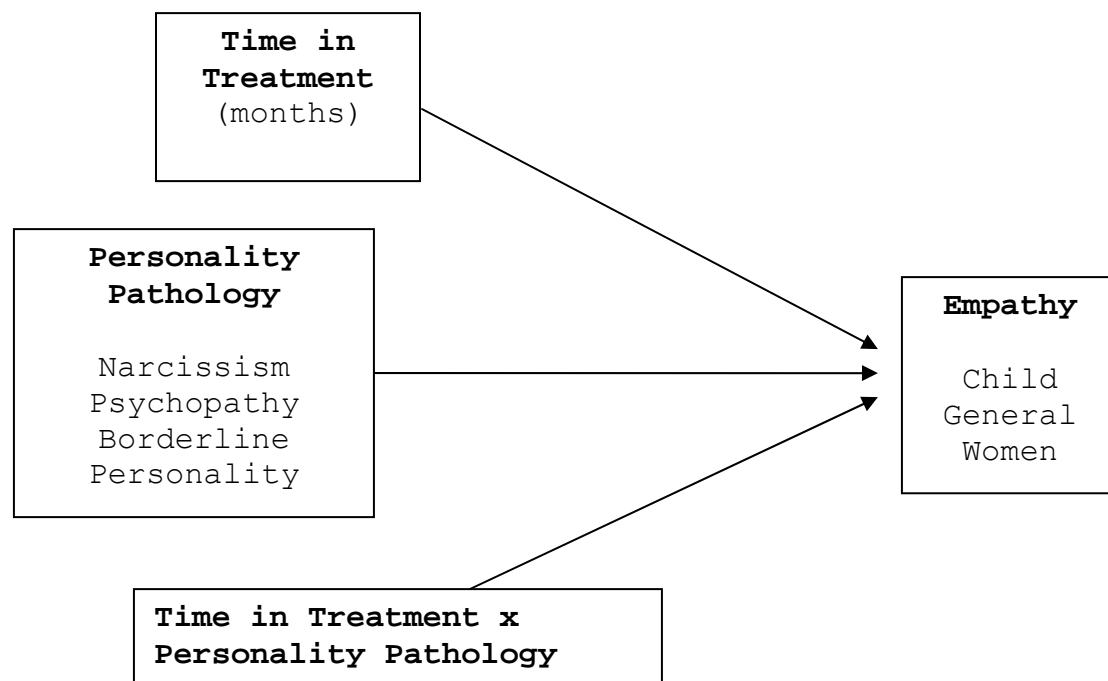 Time in
Treatment
(months)
Personality
Pathology
Narcissism
Psychopathy
Borderline
Personality
Empathy
Child
General
Women
Time in Treatment x
Personality Pathology